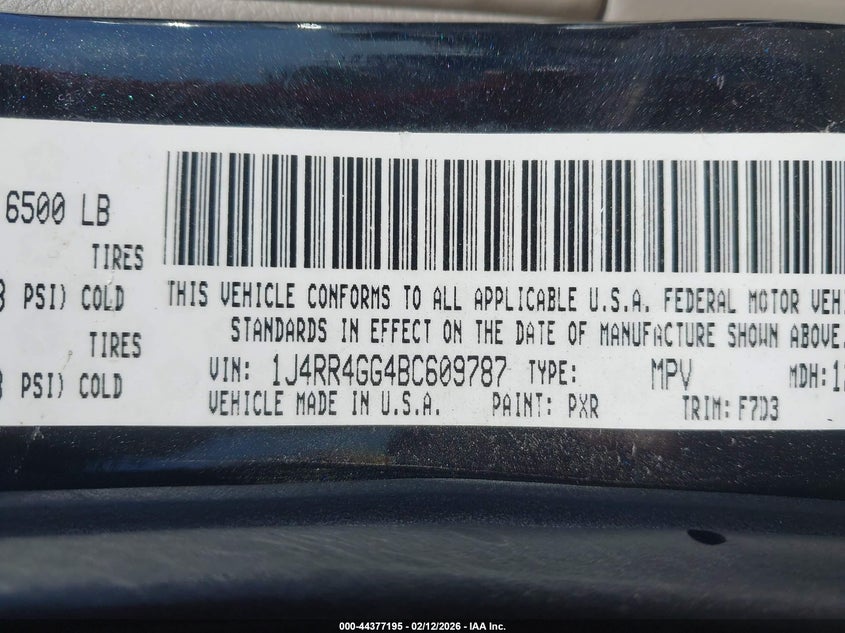 6500 LB
TIRES
PSI) COLD
TIRES
PSI) COLD
THIS VEHICLE CONFORMS TO ALL APPLICABLE U.S.A. FEDERAL MOTOR
STANDARDS IN EFFECT ON THE DATE OF MANUFACTURE SHOWN ABOVE.
VIN: 1J4RR4GG4BC609787 TYPE: MPV MDH:
VEHICLE MADE IN U.S.A. PAINT: PXR TRIM: F7D3
000-44377195 - 02/12/2026 - IAA Inc.